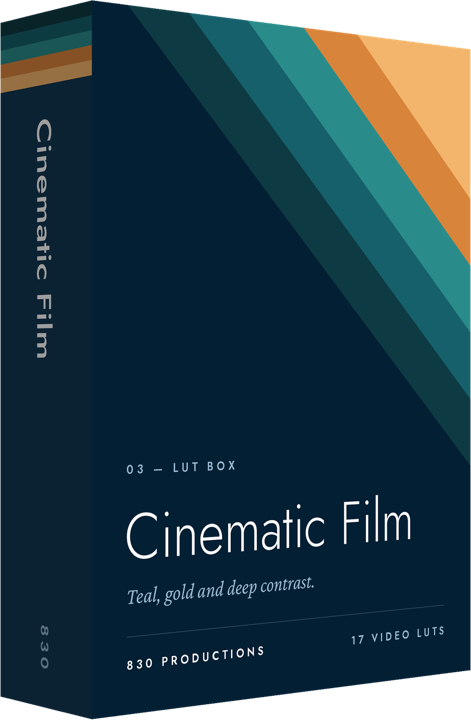 Cinematic Film
830
03 — LUT BOX
Cinematic Film
Teal, gold and deep contrast.
830 PRODUCTIONS
17 VIDEO LUTS